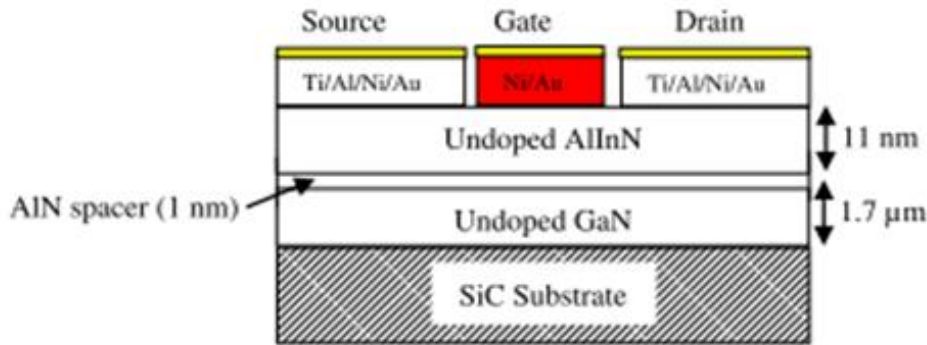 Source Gate Drain
Ti/Al/Ni/Au Ni/Au Ti/Al/Ni/Au
Undoped AlInN 11 nm
AlN spacer (1 nm)
Undoped GaN 1.7 µm
SiC Substrate